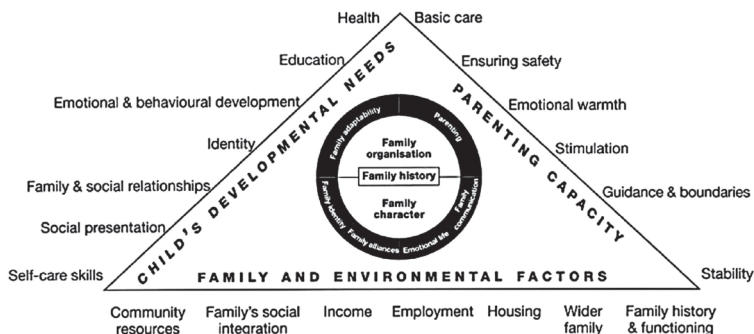 Health
Basic care
Education
Ensuring safety
Emotional & behavioural development
Emotional warmth
Identity
Stimulation
Family & social relationships
Guidance & boundaries
Social presentation
Self-care skills
Stability
CHILD'S DEVELOPMENTAL NEEDS
PARENTING CAPACITY
Family adaptability
Parenting
Family
organisation
Family history
Family
character
Family identity
Family alliances
Emotional life
Family
communication
FAMILY AND ENVIRONMENTAL FACTORS
Community
resources
Family's social
integration
Income
Employment
Housing
Wider
family
Family history
& functioning